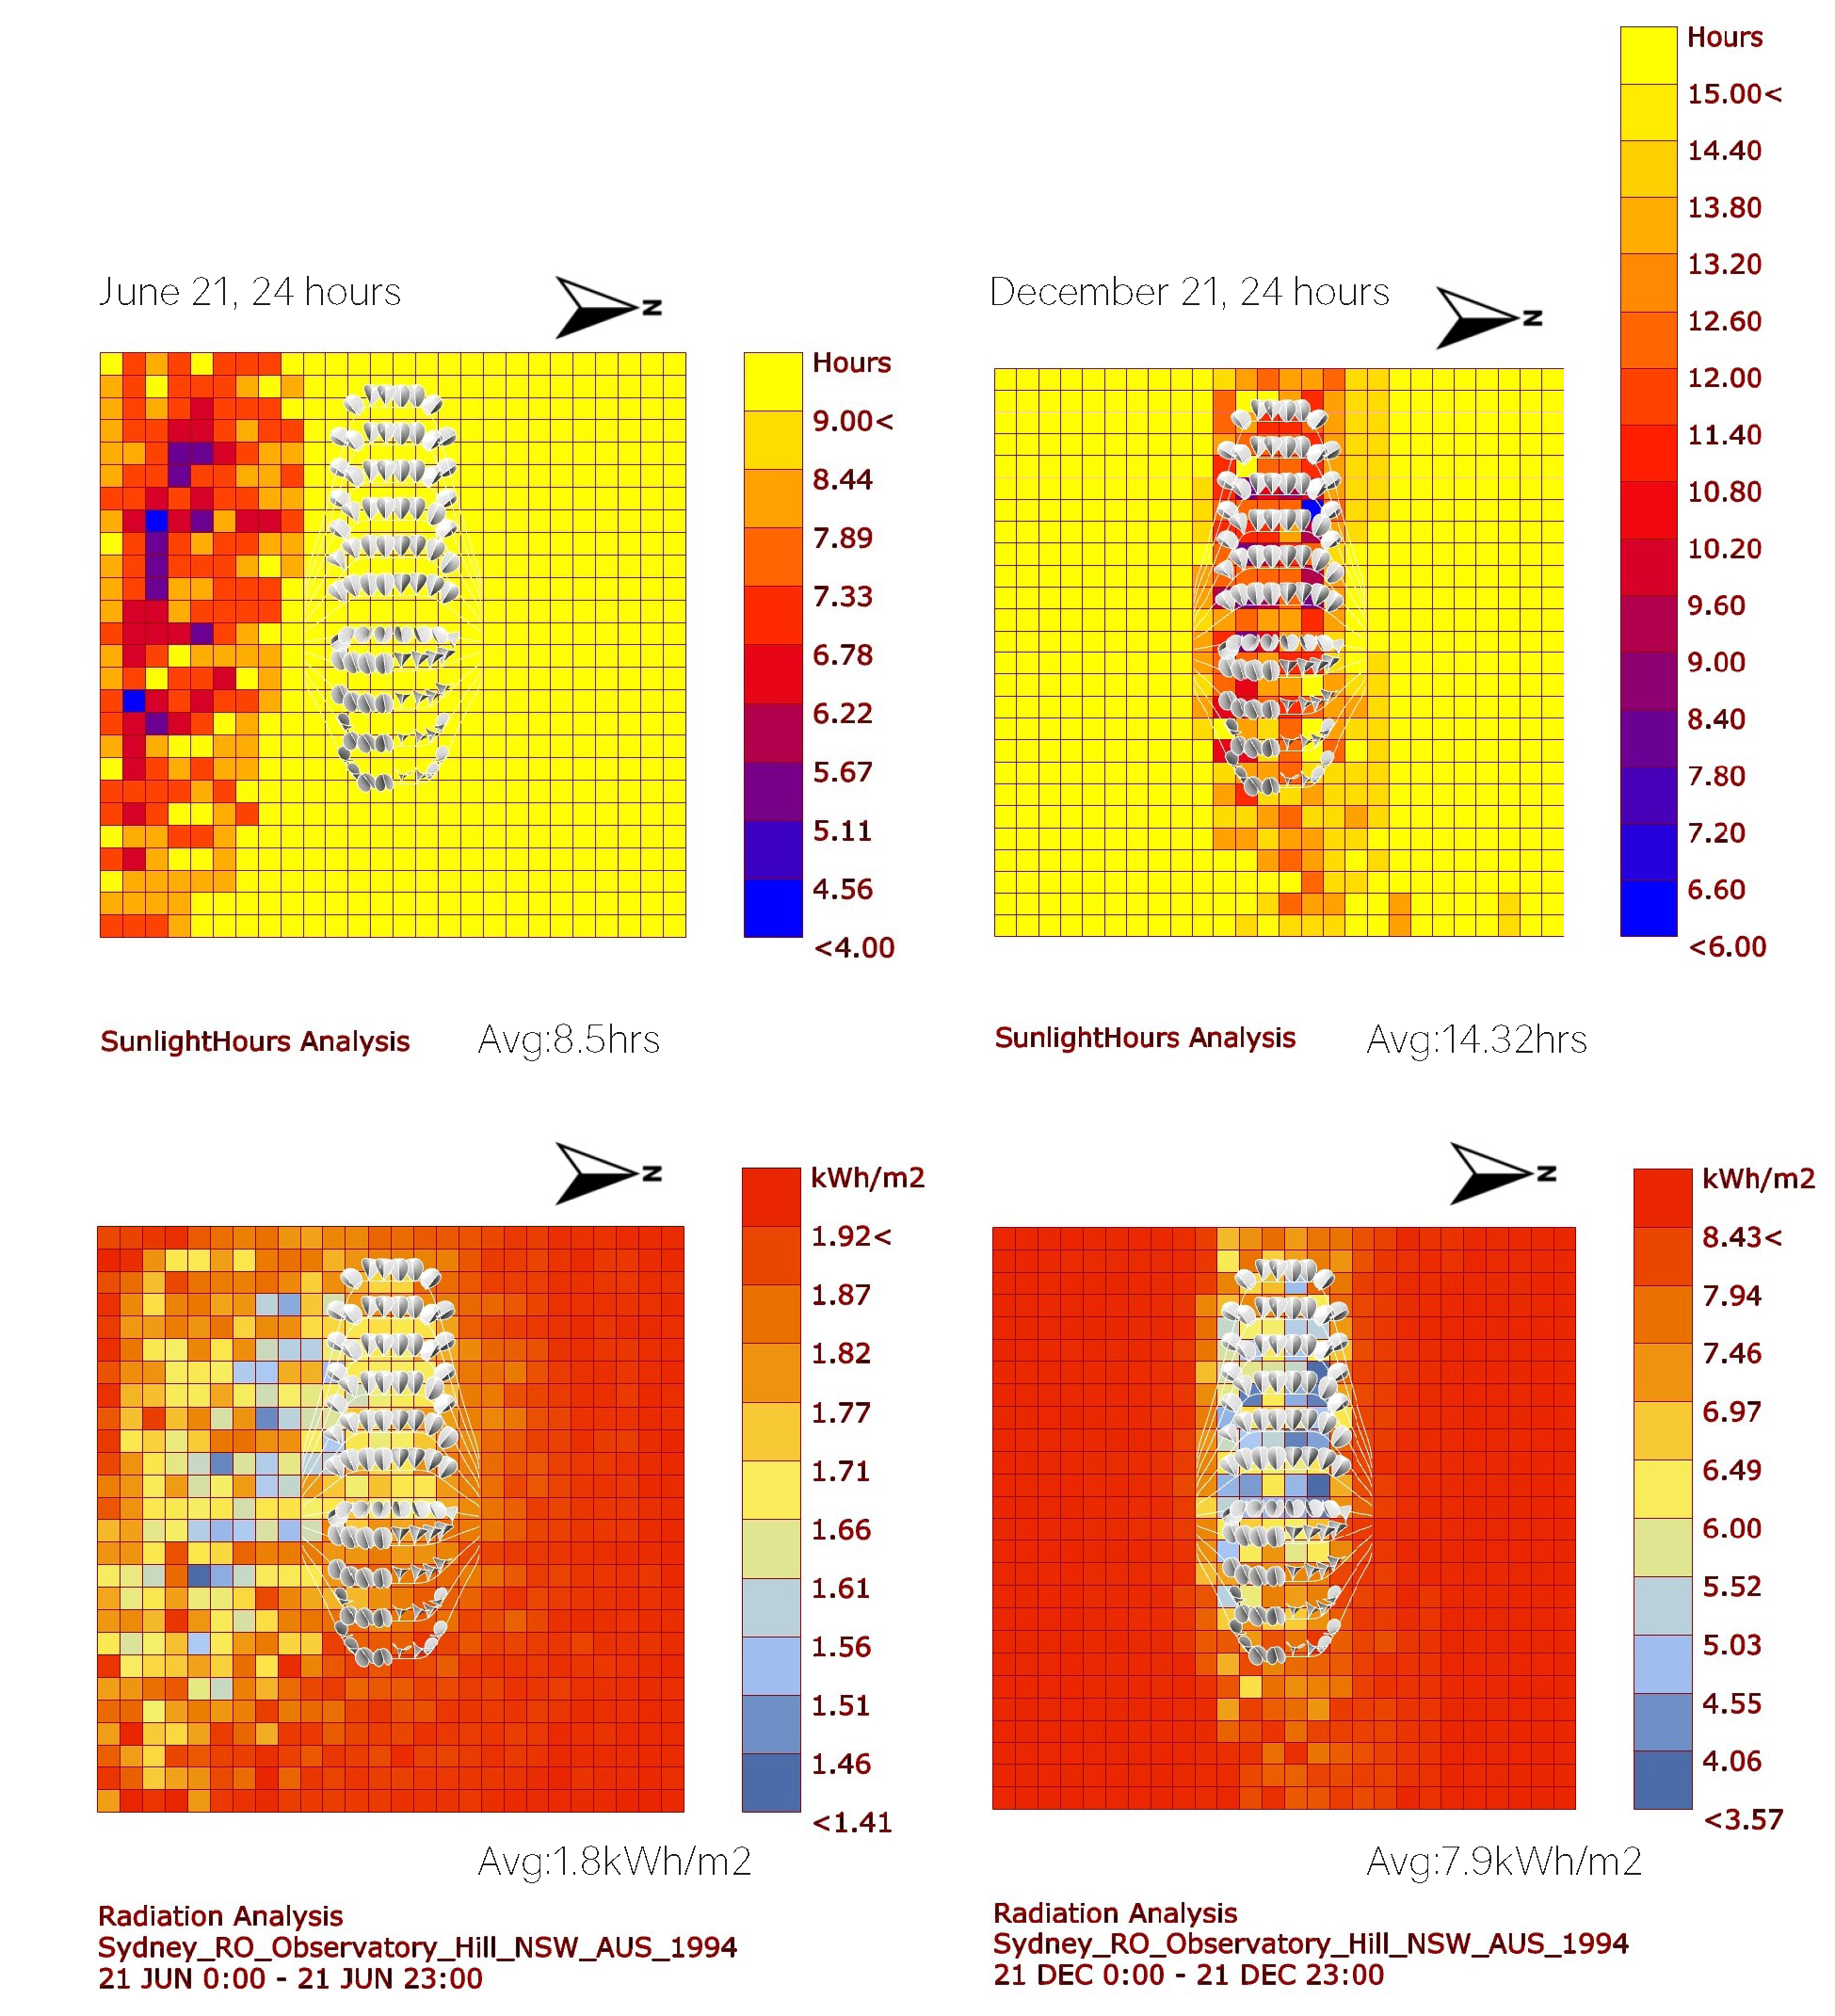 June 21, 24 hours
N
Hours
9.00<
8.44
7.89
7.33
6.78
6.22
5.67
5.11
4.56
<4.00
SunlightHours Analysis
Avg:8.5hrs
December 21, 24 hours
N
Hours
15.00<
14.40
13.80
13.20
12.60
12.00
11.40
10.80
10.20
9.60
9.00
8.40
7.80
7.20
6.60
<6.00
SunlightHours Analysis
Avg:14.32hrs
N
kWh/m2
1.92<
1.87
1.82
1.77
1.71
1.66
1.61
1.56
1.51
1.46
<1.41
Avg:1.8kWh/m2
Radiation Analysis
Sydney_RO_Observatory_Hill_NSW_AUS_1994
21 JUN 0:00 - 21 JUN 23:00
N
kWh/m2
8.43<
7.94
7.46
6.97
6.49
6.00
5.52
5.03
4.55
4.06
<3.57
Avg:7.9kWh/m2
Radiation Analysis
Sydney_RO_Observatory_Hill_NSW_AUS_1994
21 DEC 0:00 - 21 DEC 23:00